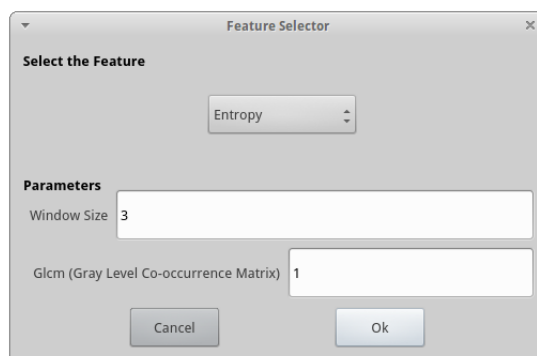 Feature Selector
Select the Feature
Entropy
Parameters
Window Size 3
Glcm (Gray Level Co-occurrence Matrix) 1
Cancel Ok